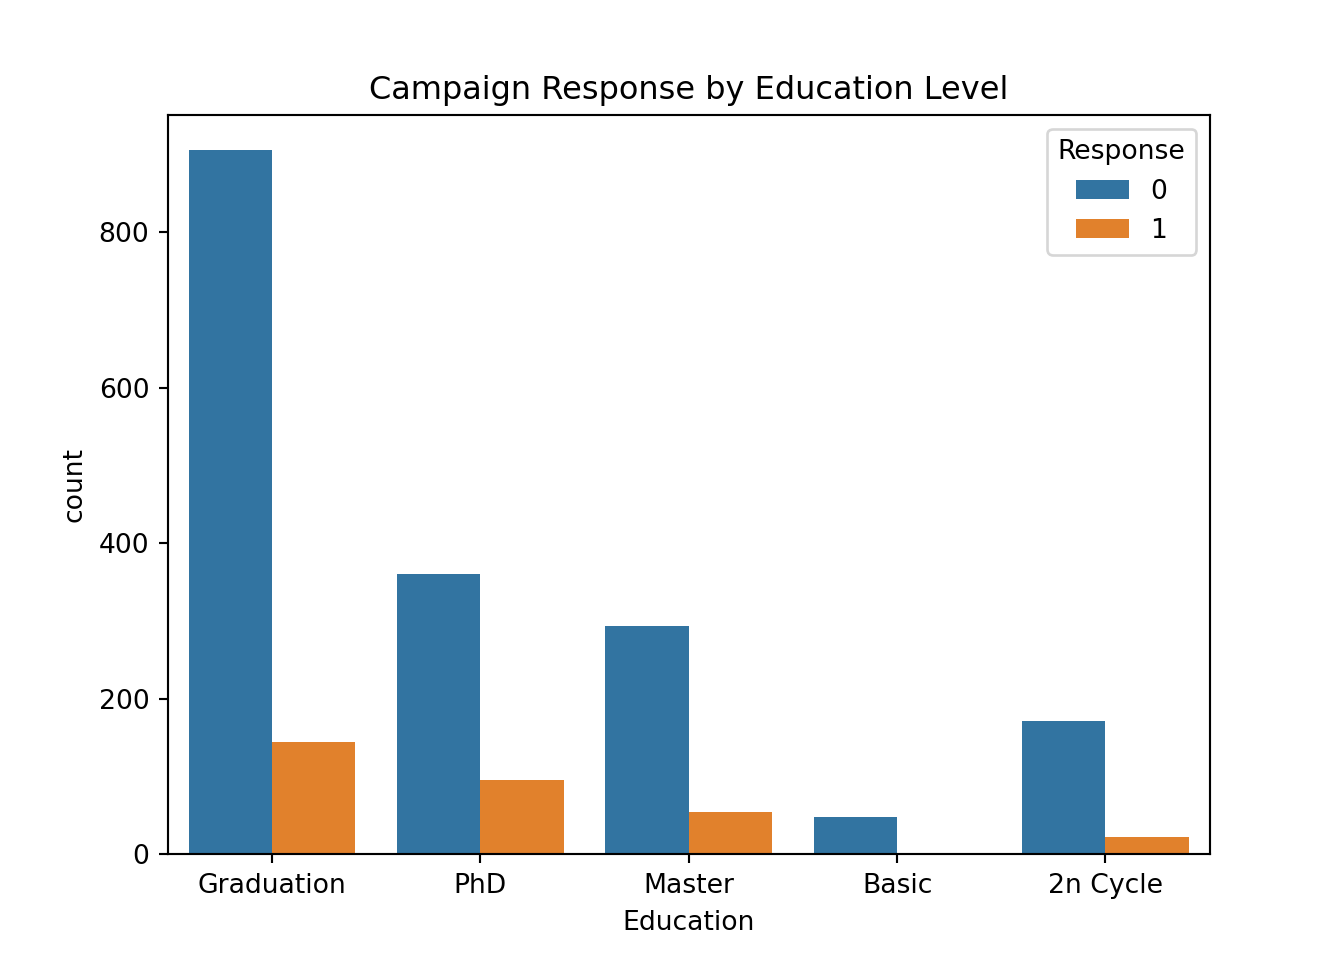 Campaign Response by Education Level
Response
0
1
800
600
400
200
0
count
Graduation
PhD
Master
Basic
2n Cycle
Education